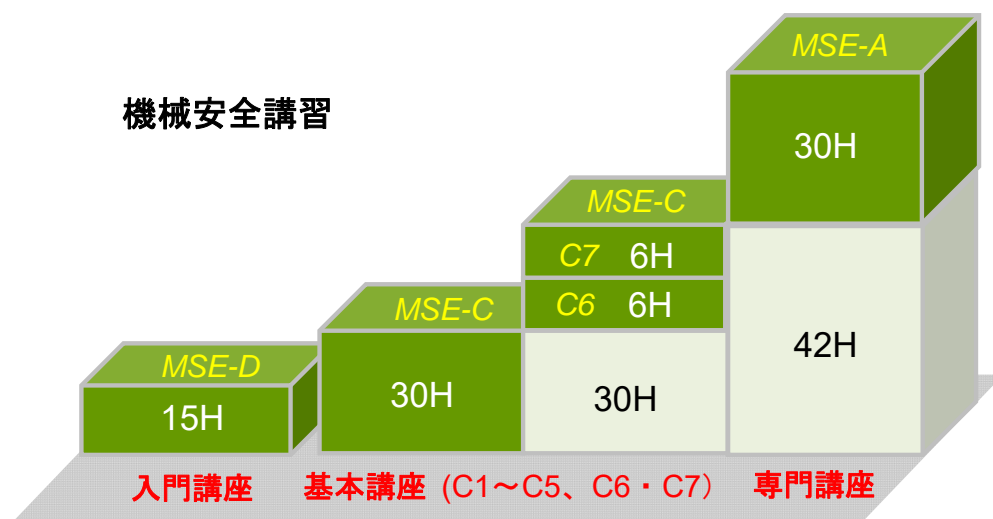 機械安全講習
MSE-A
30H
MSE-C
C7 6H
C6 6H
MSE-C
42H
MSE-D
30H
30H
15H
入門講座 基本講座 (C1～C5、C6・C7) 専門講座